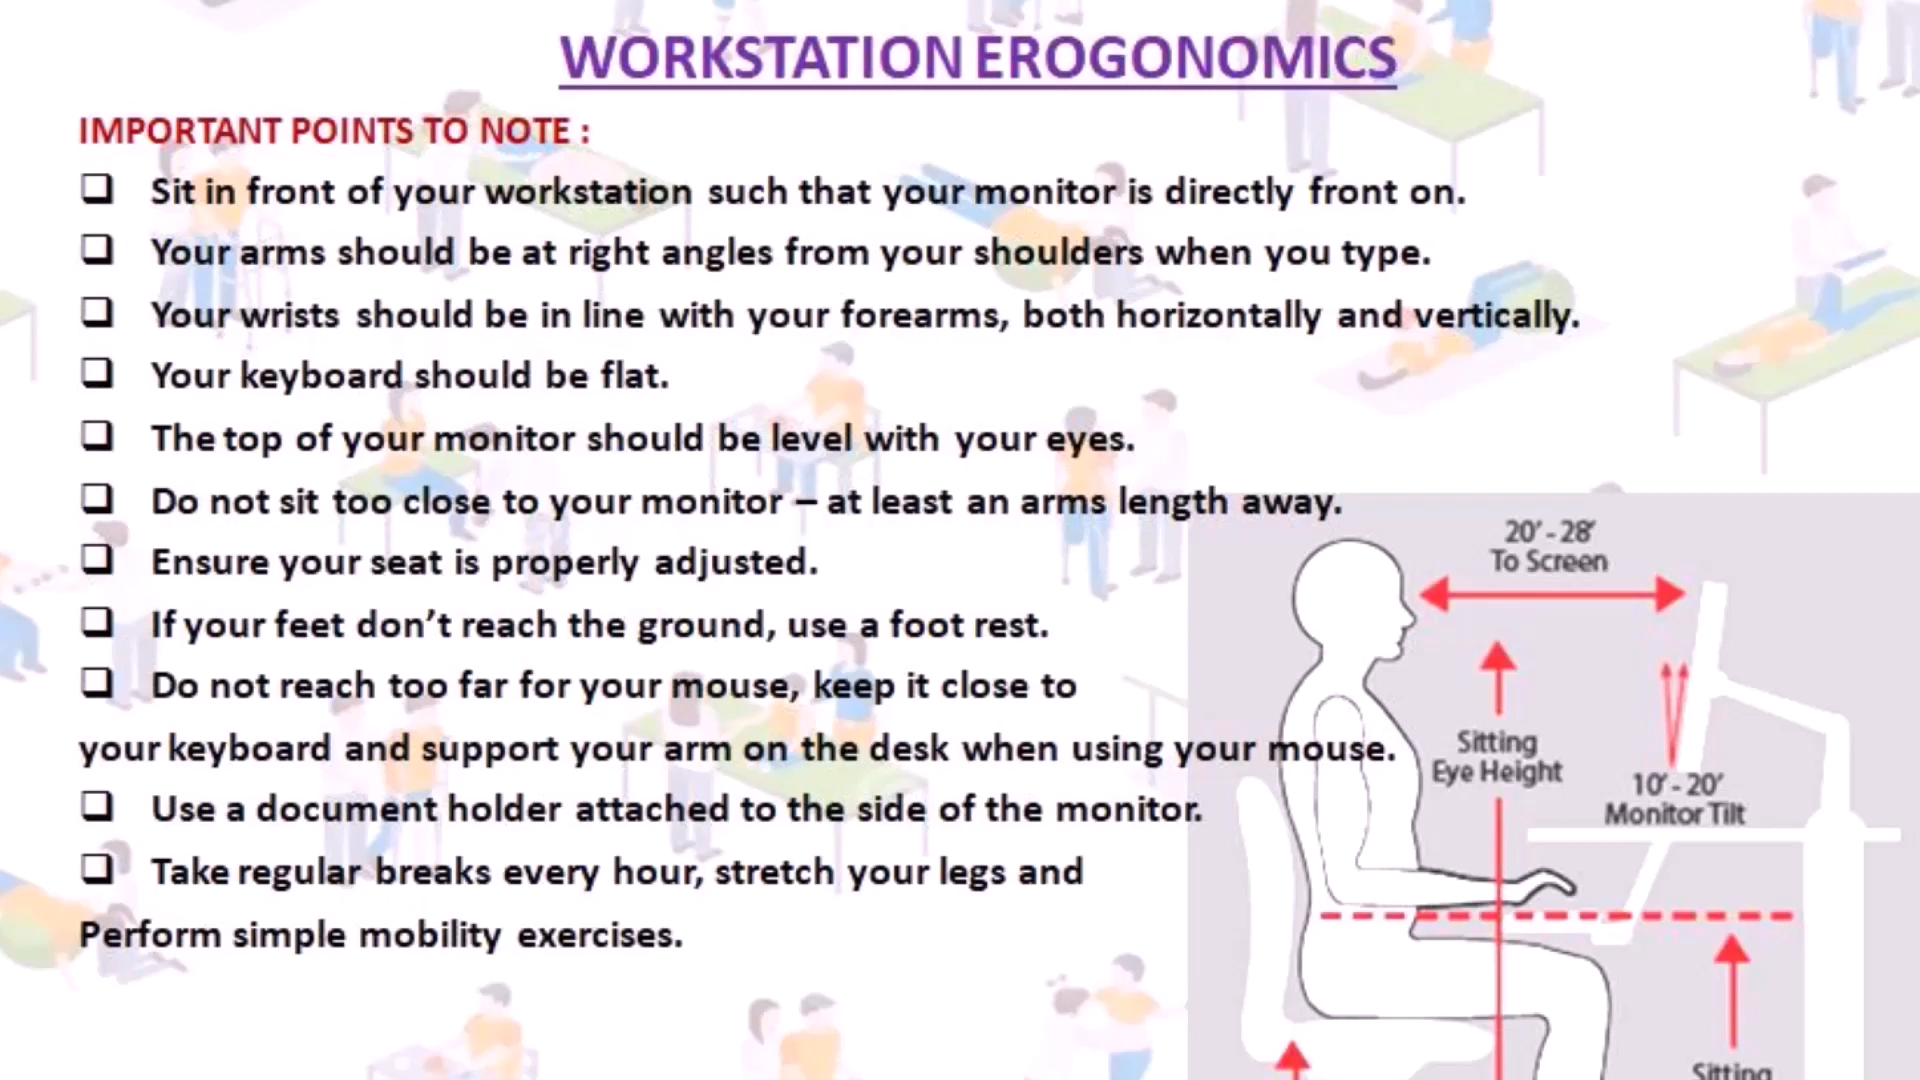 WORKSTATION EROGONOMICS
IMPORTANT POINTS TO NOTE :
❑ Sit in front of your workstation such that your monitor is directly front on.
❑ Your arms should be at right angles from your shoulders when you type.
❑ Your wrists should be in line with your forearms, both horizontally and vertically.
❑ Your keyboard should be flat.
❑ The top of your monitor should be level with your eyes.
❑ Do not sit too close to your monitor – at least an arms length away.
❑ Ensure your seat is properly adjusted.
❑ If your feet don’t reach the ground, use a foot rest.
❑ Do not reach too far for your mouse, keep it close to
your keyboard and support your arm on the desk when using your mouse.
❑ Use a document holder attached to the side of the monitor.
❑ Take regular breaks every hour, stretch your legs and
Perform simple mobility exercises.
20’ - 28’
To Screen
Sitting
Eye Height
10’ - 20’
Monitor Tilt
Sitting